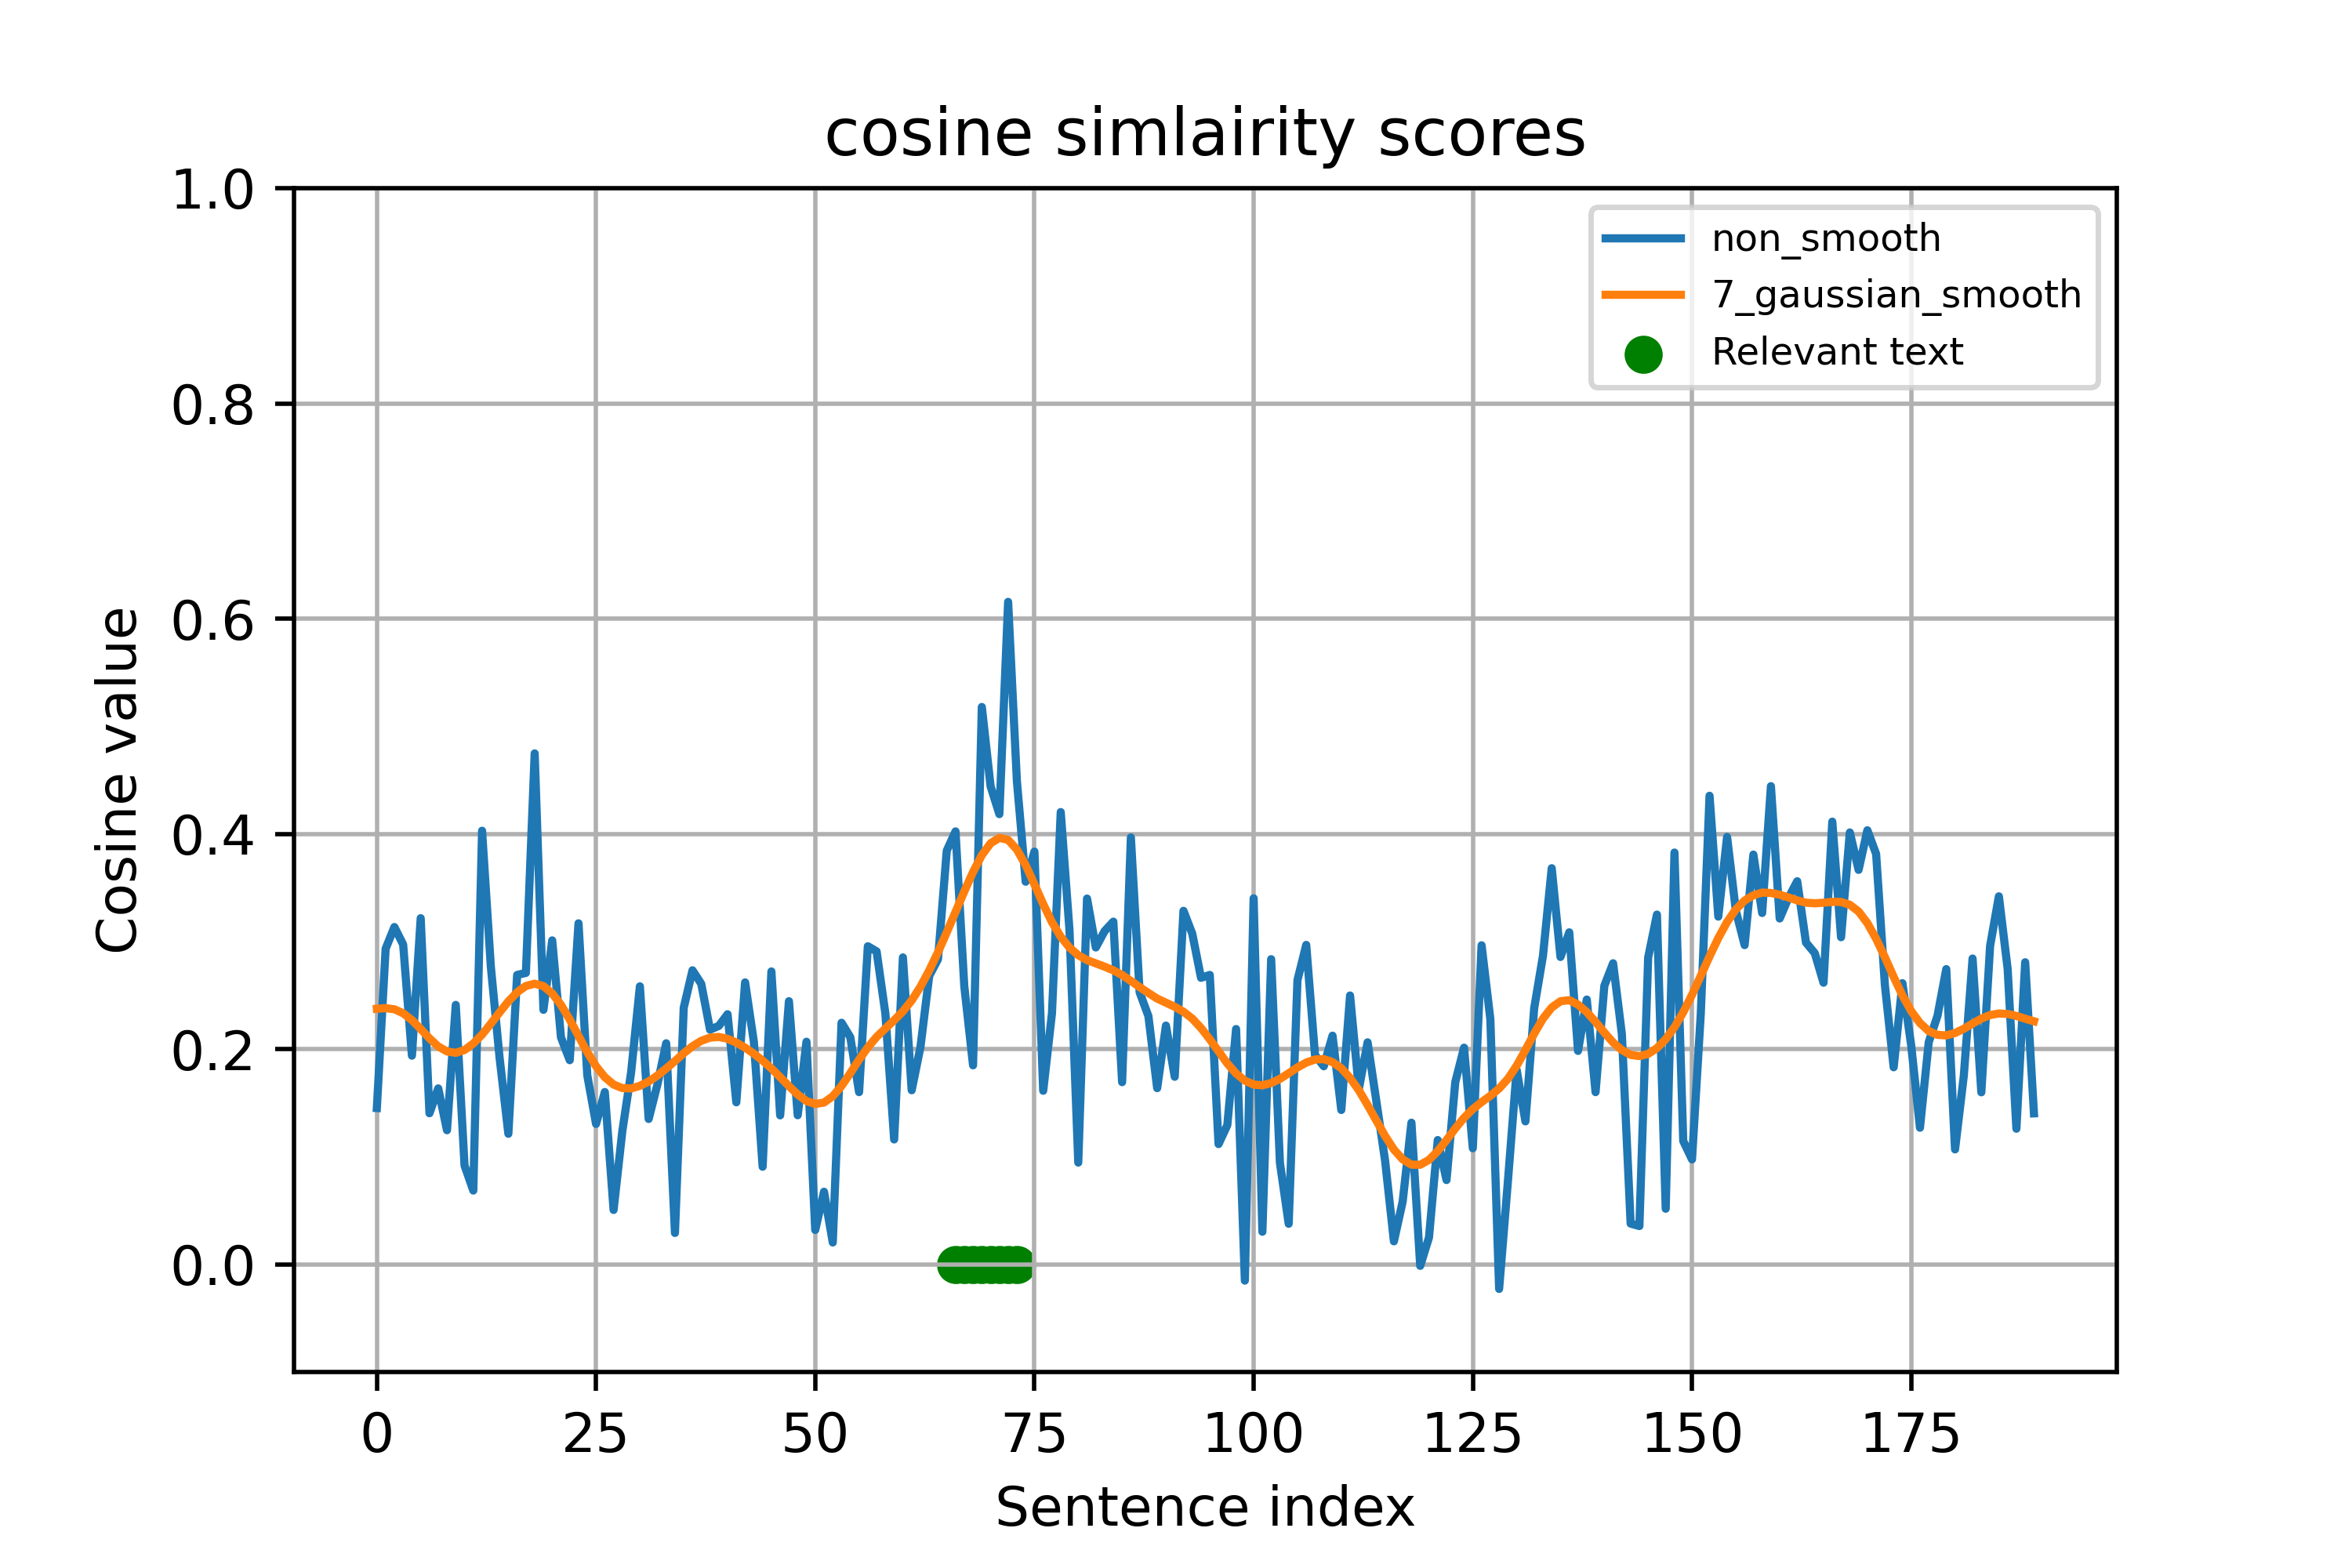 cosine simlairity scores
1.0
0.8
0.6
0.4
0.2
0.0
Cosine value
non_smooth
7_gaussian_smooth
Relevant text
0 25 50 75 100 125 150 175
Sentence index